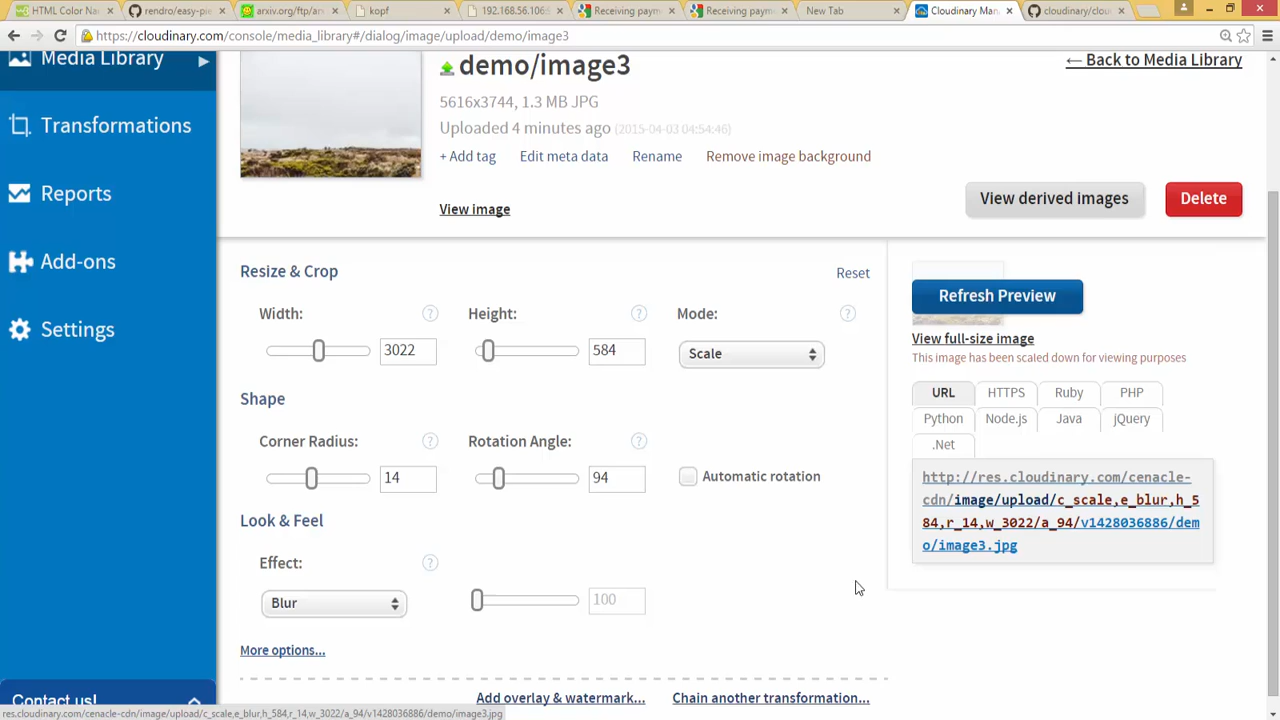 HTML Color Nam
rendro/easy-pie
arxiv.org/ftp/ar
kopf
192.168.56.106:5
Receiving paym
Receiving paym
New Tab
Cloudinary Man
cloudinary/clou
https://cloudinary.com/console/media_library#/dialog/image/upload/demo/image3
Media Library
Transformations
Reports
Add-ons
Settings
Contact us!
demo/image3
← Back to Media Library
5616x3744, 1.3 MB JPG
Uploaded 4 minutes ago (2015-04-03 04:54:46)
+ Add tag Edit meta data Rename Remove image background
View image
View derived images
Delete
Resize & Crop
Reset
Width: ? Height: ? Mode: ?
3022 584 Scale
Shape
Corner Radius: ? Rotation Angle: ?
14 94 Automatic rotation
Look & Feel
Effect: ?
Blur 100
More options...
Add overlay & watermark... Chain another transformation...
Refresh Preview
View full-size image
This image has been scaled down for viewing purposes
URL HTTPS Ruby PHP
Python Node.js Java jQuery
.Net
http://res.cloudinary.com/cenacle-
cdn/image/upload/c_scale,e_blur,h_5
84,r_14,w_3022/a_94/v1428036886/dem
o/image3.jpg
res.cloudinary.com/cenacle-cdn/image/upload/c_scale,e_blur,h_584,r_14,w_3022/a_94/v1428036886/demo/image3.jpg